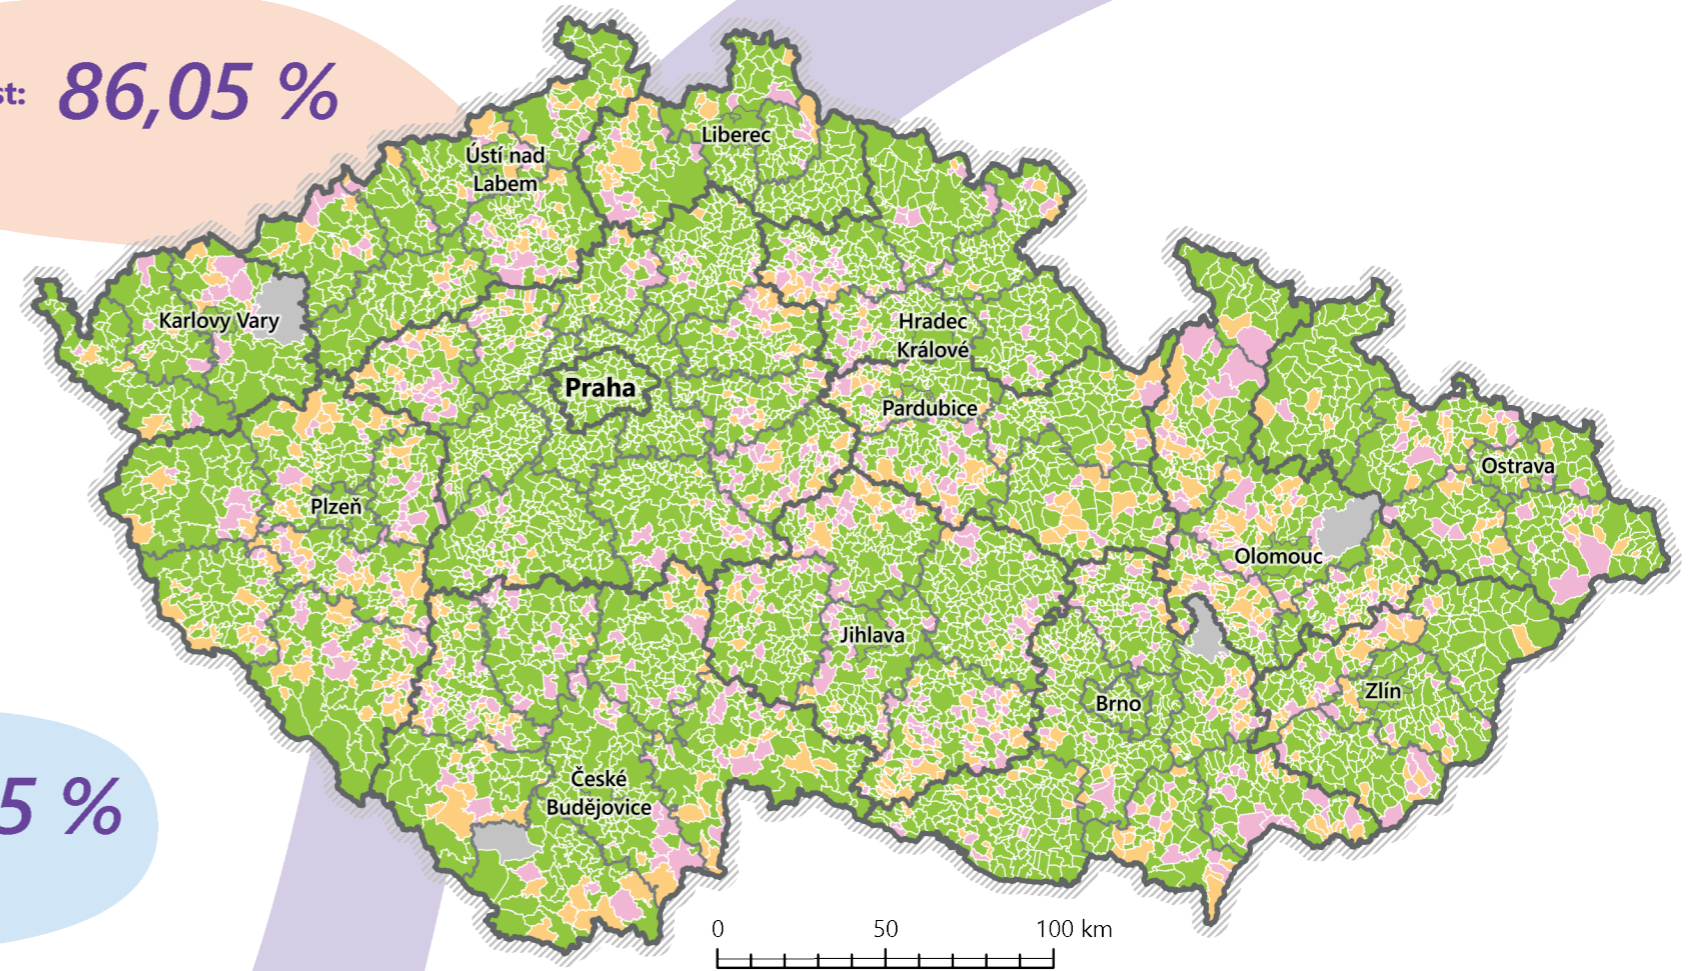 st: 86,05 %
Liberec
Ústí nad
Labem
Karlovy Vary
Hradec
Králové
Praha
Pardubice
Ostrava
Plzeň
Olomouc
Jihlava
Zlín
Brno
České
Budějovice
5 %
0 50 100 km